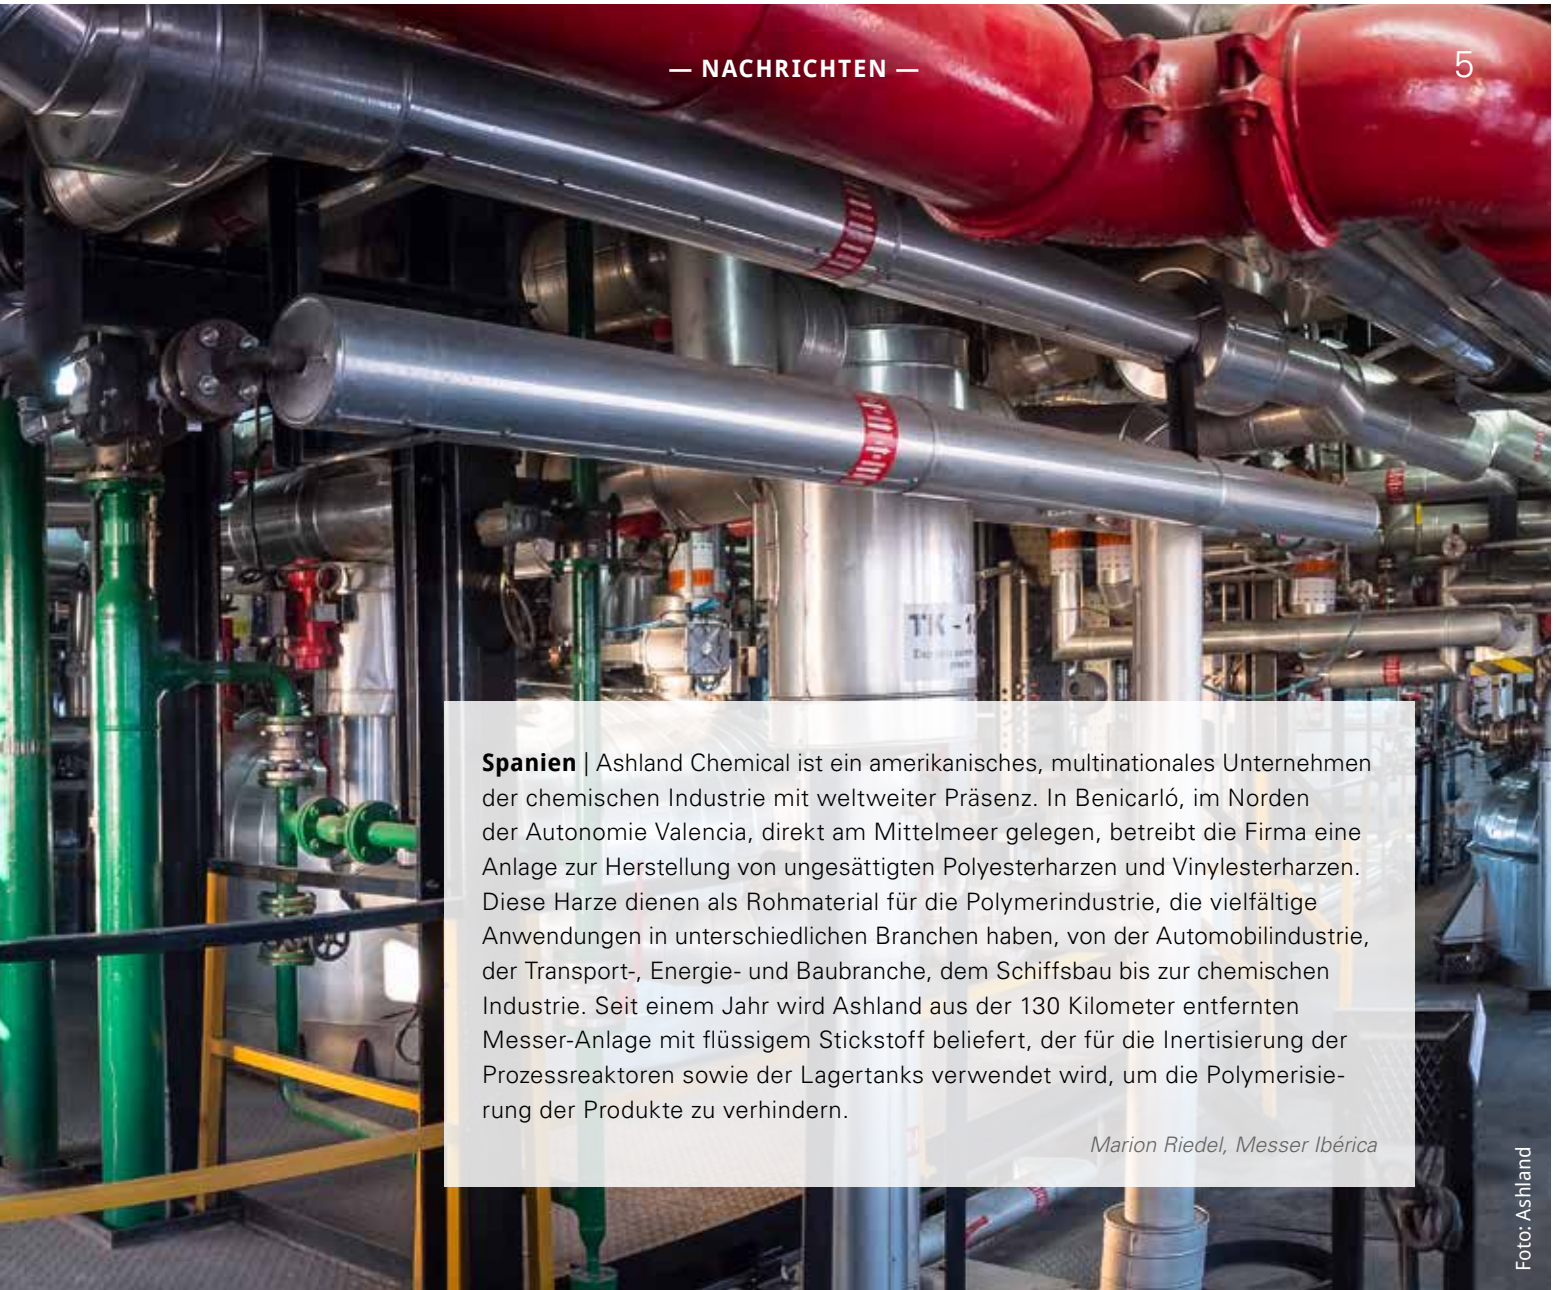 — NACHRICHTEN —
5
TK - 1
Spanien | Ashland Chemical ist ein amerikanisches, multinationales Unternehmen
der chemischen Industrie mit weltweiter Präsenz. In Benicarló, im Norden
der Autonomie Valencia, direkt am Mittelmeer gelegen, betreibt die Firma eine
Anlage zur Herstellung von ungesättigten Polyesterharzen und Vinylesterharzen.
Diese Harze dienen als Rohmaterial für die Polymerindustrie, die vielfältige
Anwendungen in unterschiedlichen Branchen haben, von der Automobilindustrie,
der Transport-, Energie- und Baubranche, dem Schiffsbau bis zur chemischen
Industrie. Seit einem Jahr wird Ashland aus der 130 Kilometer entfernten
Messer-Anlage mit flüssigem Stickstoff beliefert, der für die Inertisierung der
Prozessreaktoren sowie der Lagertanks verwendet wird, um die Polymerisie-
rung der Produkte zu verhindern.
Marion Riedel, Messer Ibérica
Foto: Ashland